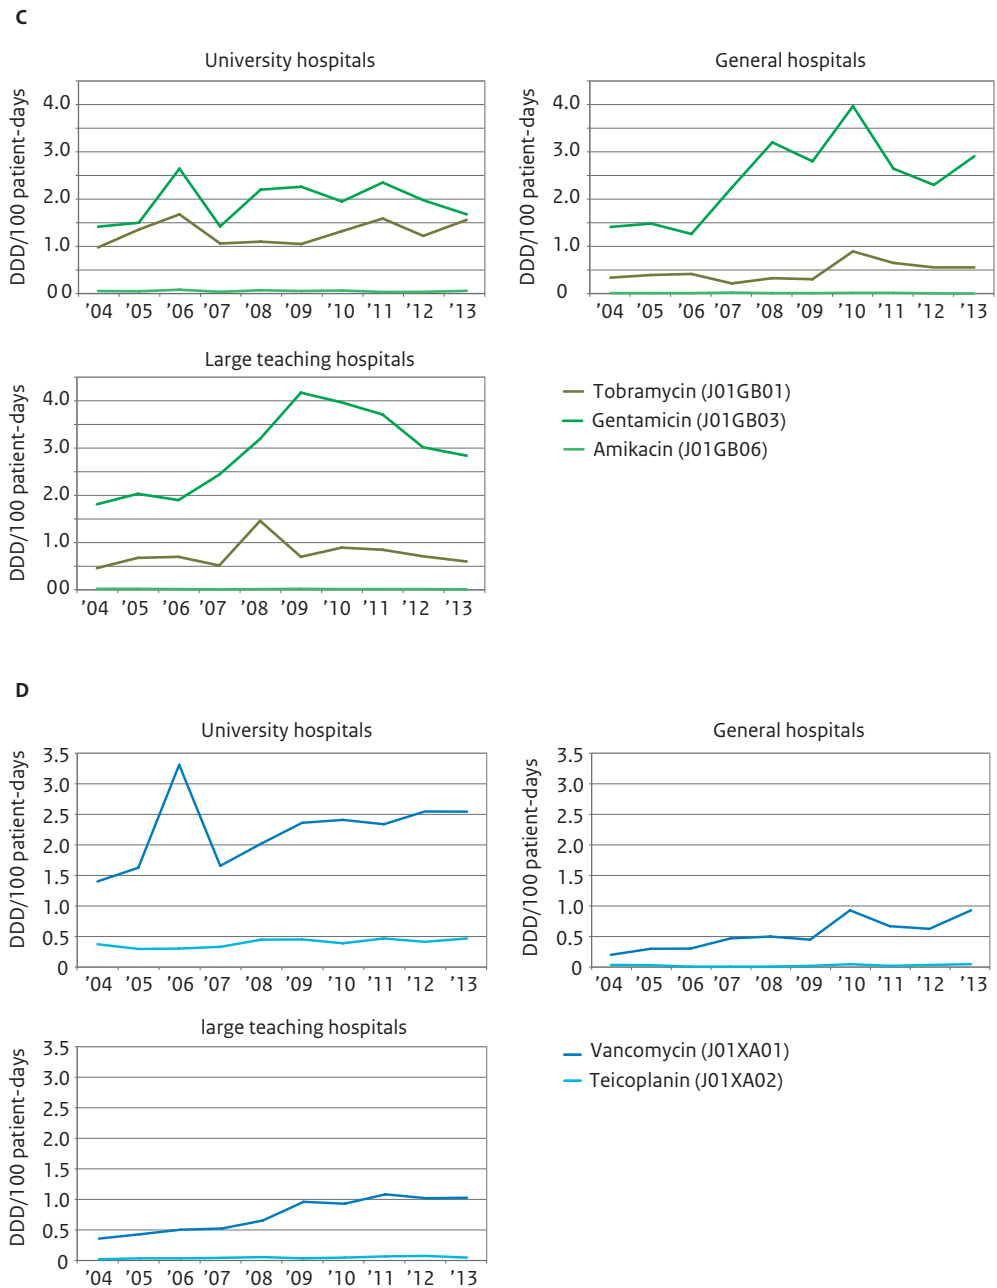 C
University hospitals
DDD/100 patient-days
4.0
3.0
2.0
1.0
0 0
’04 ’05 ’06 ’07 ’08 ’09 ’10 ’11 ’12 ’13
General hospitals
DDD/100 patient-days
4.0
3.0
2.0
1.0
0
’04 ’05 ’06 ’07 ’08 ’09 ’10 ’11 ’12 ’13
Large teaching hospitals
DDD/100 patient-days
4.0
3.0
2.0
1.0
00
’04 ’05 ’06 ’07 ’08 ’09 ’10 ’11 ’12 ’13
Tobramycin (J01GB01)
Gentamicin (J01GB03)
Amikacin (J01GB06)
D
University hospitals
DDD/100 patient-days
3.5
3.0
2.5
2.0
1.5
1.0
0.5
0
’04 ’05 ’06 ’07 ’08 ’09 ’10 ’11 ’12 ’13
General hospitals
DDD/100 patient-days
3.5
3.0
2.5
2.0
1.5
1.0
0.5
0
’04 ’05 ’06 ’07 ’08 ’09 ’10 ’11 ’12 ’13
large teaching hospitals
DDD/100 patient-days
3.5
3.0
2.5
2.0
1.5
1.0
0.5
0
’04 ’05 ’06 ’07 ’08 ’09 ’10 ’11 ’12 ’13
Vancomycin (J01XA01)
Teicoplanin (J01XA02)